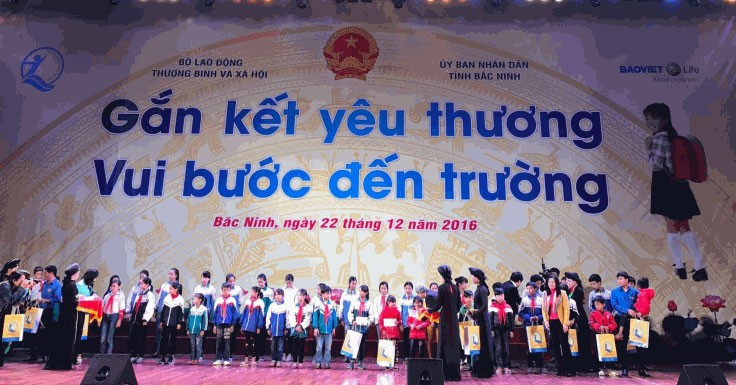 BỘ LAO ĐỘNG
THƯƠNG BINH VÀ XÃ HỘI
ỦY BAN NHÂN DÂN
TỈNH BẮC NINH
BAOVIET Life
Gắn kết yêu thương
Vui bước đến trường
Bắc Ninh, ngày 22 tháng 12 năm 2016